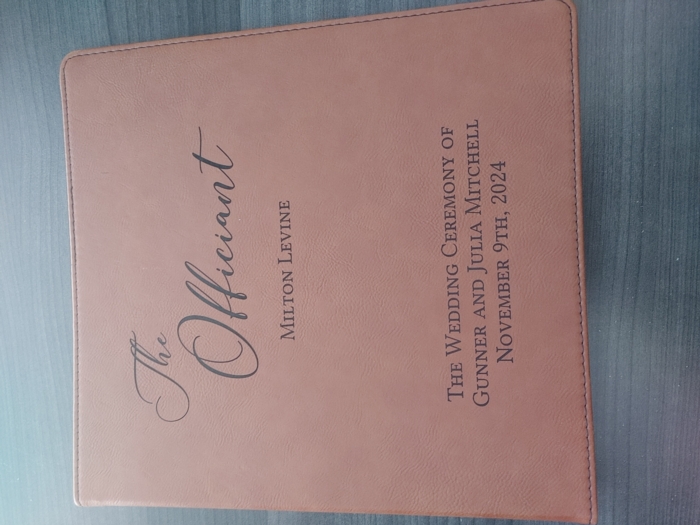 The
Officiant
Milton Levine
The Wedding Ceremony of
Gunner and Julia Mitchell
November 9th, 2024